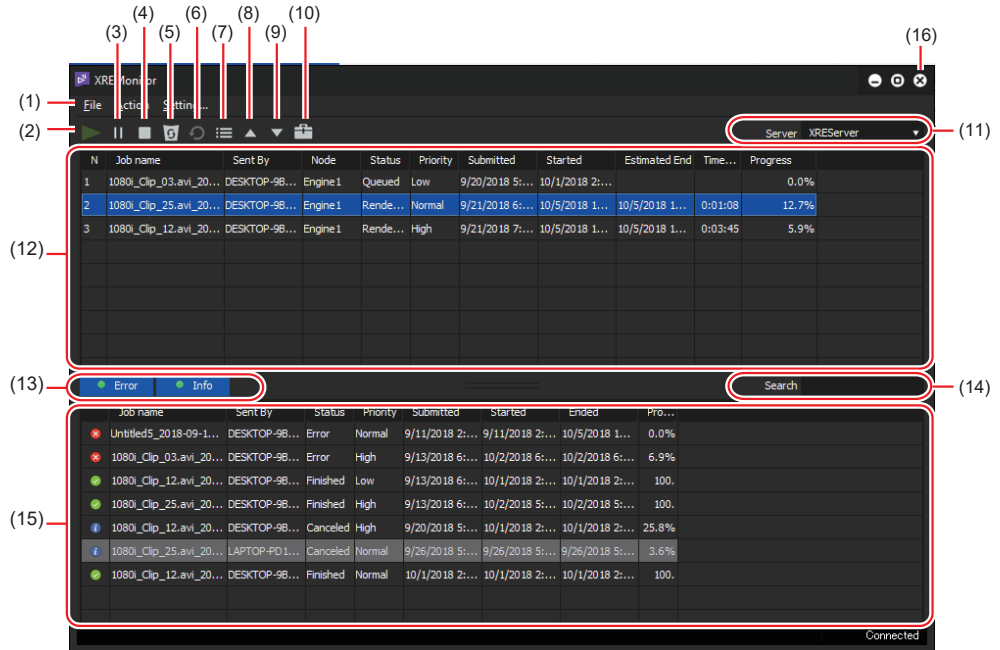 (4) (6) (8) (10)
(3) (5) (7) (9) (16)
XREMonitor
(1) File Action Setting...
(2) Server XREServer (11)
N Job name Sent By Node Status Priority Submitted Started Estimated End Time... Progress
1 1080i_Clip_03.avi_20... DESKTOP-9B... Engine1 Queued Low 9/20/2018 5:... 10/1/2018 2:... 0.0%
2 1080i_Clip_25.avi_20... DESKTOP-9B... Engine1 Rende... Normal 9/21/2018 6:... 10/5/2018 1... 10/5/2018 1... 0:01:08 12.7%
3 1080i_Clip_12.avi_20... DESKTOP-9B... Engine1 Rende... High 9/21/2018 7:... 10/5/2018 1... 10/5/2018 1... 0:03:45 5.9%
(12)
(13) Error Info Search (14)
Job name Sent By Status Priority Submitted Started Ended Pro...
Untitled5_2018-09-1... DESKTOP-9B... Error Normal 9/11/2018 2:... 9/11/2018 2:... 10/5/2018 1... 0.0%
1080i_Clip_03.avi_20... DESKTOP-9B... Error High 9/13/2018 6:... 10/2/2018 6:... 10/2/2018 6:... 6.9%
1080i_Clip_12.avi_20... DESKTOP-9B... Finished Low 9/13/2018 6:... 10/1/2018 2:... 10/1/2018 2:... 100.
1080i_Clip_25.avi_20... DESKTOP-9B... Finished High 9/13/2018 6:... 10/2/2018 5:... 10/2/2018 5:... 100.
(15) 1080i_Clip_12.avi_20... DESKTOP-9B... Canceled High 9/20/2018 5:... 10/1/2018 2:... 10/1/2018 2:... 25.8%
1080i_Clip_25.avi_20... LAPTOP-PD1... Canceled Normal 9/26/2018 5:... 9/26/2018 5:... 9/26/2018 5:... 3.6%
1080i_Clip_12.avi_20... DESKTOP-9B... Finished Normal 10/1/2018 2:... 10/1/2018 2:... 10/1/2018 2:... 100.
Connected